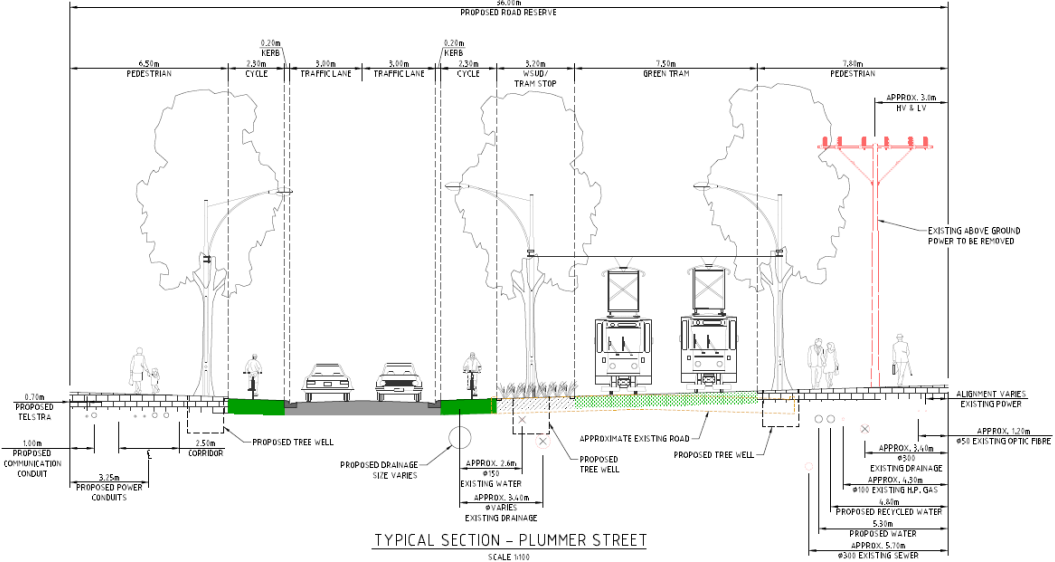 36.00m
PROPOSED ROAD RESERVE
0.20m
KERB
0.20m
KERB
6.50m
PEDESTRIAN
2.30m
CYCLE
3.00m
TRAFFIC LANE
3.00m
TRAFFIC LANE
2.30m
CYCLE
3.20m
WSUD/
TRAM STOP
7.50m
GREEN TRAM
7.80m
PEDESTRIAN
APPROX. 3.0m
HV & LV
EXISTING ABOVE GROUND
POWER TO BE REMOVED
0.70m
PROPOSED
TELSTRA
1.00m
PROPOSED
COMMUNICATION
CONDUIT
3.25m
PROPOSED POWER
CONDUITS
2.50m
CORRIDOR
PROPOSED TREE WELL
PROPOSED DRAINAGE
SIZE VARIES
APPROX. 2.6m
Ø150
EXISTING WATER
APPROX. 3.40m
Ø VARIES
EXISTING DRAINAGE
PROPOSED
TREE WELL
APPROXIMATE EXISTING ROAD
PROPOSED TREE WELL
ALIGNMENT VARIES
EXISTING POWER
APPROX. 1.20m
Ø50 EXISTING OPTIC FIBRE
APPROX. 3.40m
Ø300
EXISTING DRAINAGE
APPROX. 4.30m
Ø100 EXISTING H.P. GAS
4.80m
PROPOSED RECYCLED WATER
5.30m
PROPOSED WATER
APPROX. 5.70m
Ø300 EXISTING SEWER
TYPICAL SECTION - PLUMMER STREET
SCALE 1:100